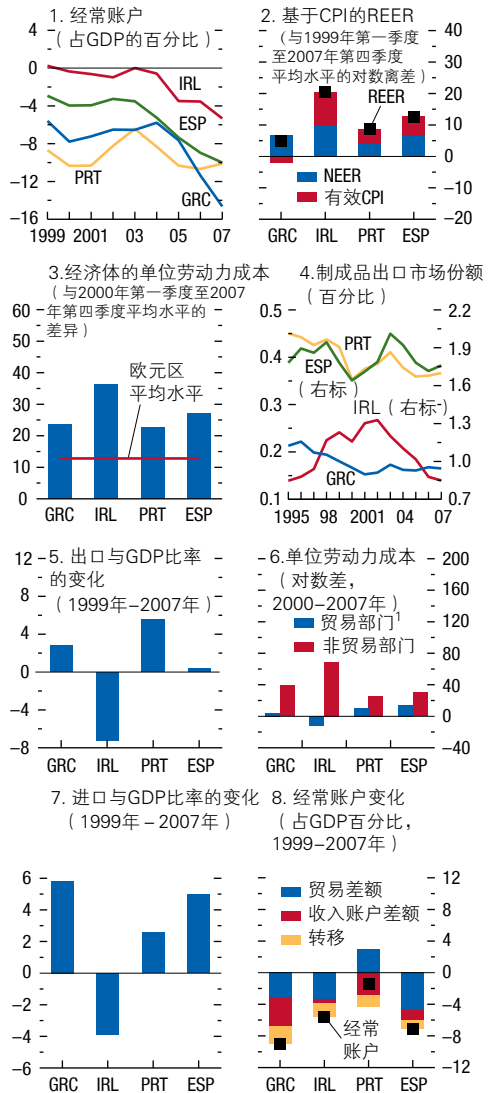 1. 经常账户
（占GDP的百分比）
4
0
−4
−8
−12
−16
IRL
ESP
PRT
GRC
1999 2001 03 05 07
2. 基于CPI的REER
（与1999年第一季度
至2007年第四季度
平均水平的对数离差）
40
30
20
10
0
−10
−20
REER
NEER
有效CPI
GRC IRL PRT ESP
3.经济体的单位劳动力成本
（与2000年第一季度至2007
年第四季度平均水平的
差异）
60
50
40
30
20
10
0
欧元区
平均水平
GRC IRL PRT ESP
4.制成品出口市场份额
（百分比）
0.5
0.4
0.3
0.2
0.1
2.2
1.9
1.6
1.3
1.0
0.7
PRT
ESP
（右标）
IRL（右标）
GRC
1995 98 2001 04 07
5. 出口与GDP比率
的变化
（1999年−2007年）
12
8
4
0
−4
−8
GRC IRL PRT ESP
6.单位劳动力成本
（对数差，
2000−2007年）
贸易部门1
非贸易部门
200
160
120
80
40
0
−40
GRC IRL PRT ESP
7. 进口与GDP比率的变化
（1999年 – 2007年）
6
4
2
0
−2
−4
−6
GRC IRL PRT ESP
8. 经常账户变化
（占GDP百分比，
1999−2007年）
贸易差额
收入账户差额
转移
经常
账户
12
8
4
0
−4
−8
−12
GRC IRL PRT ESP